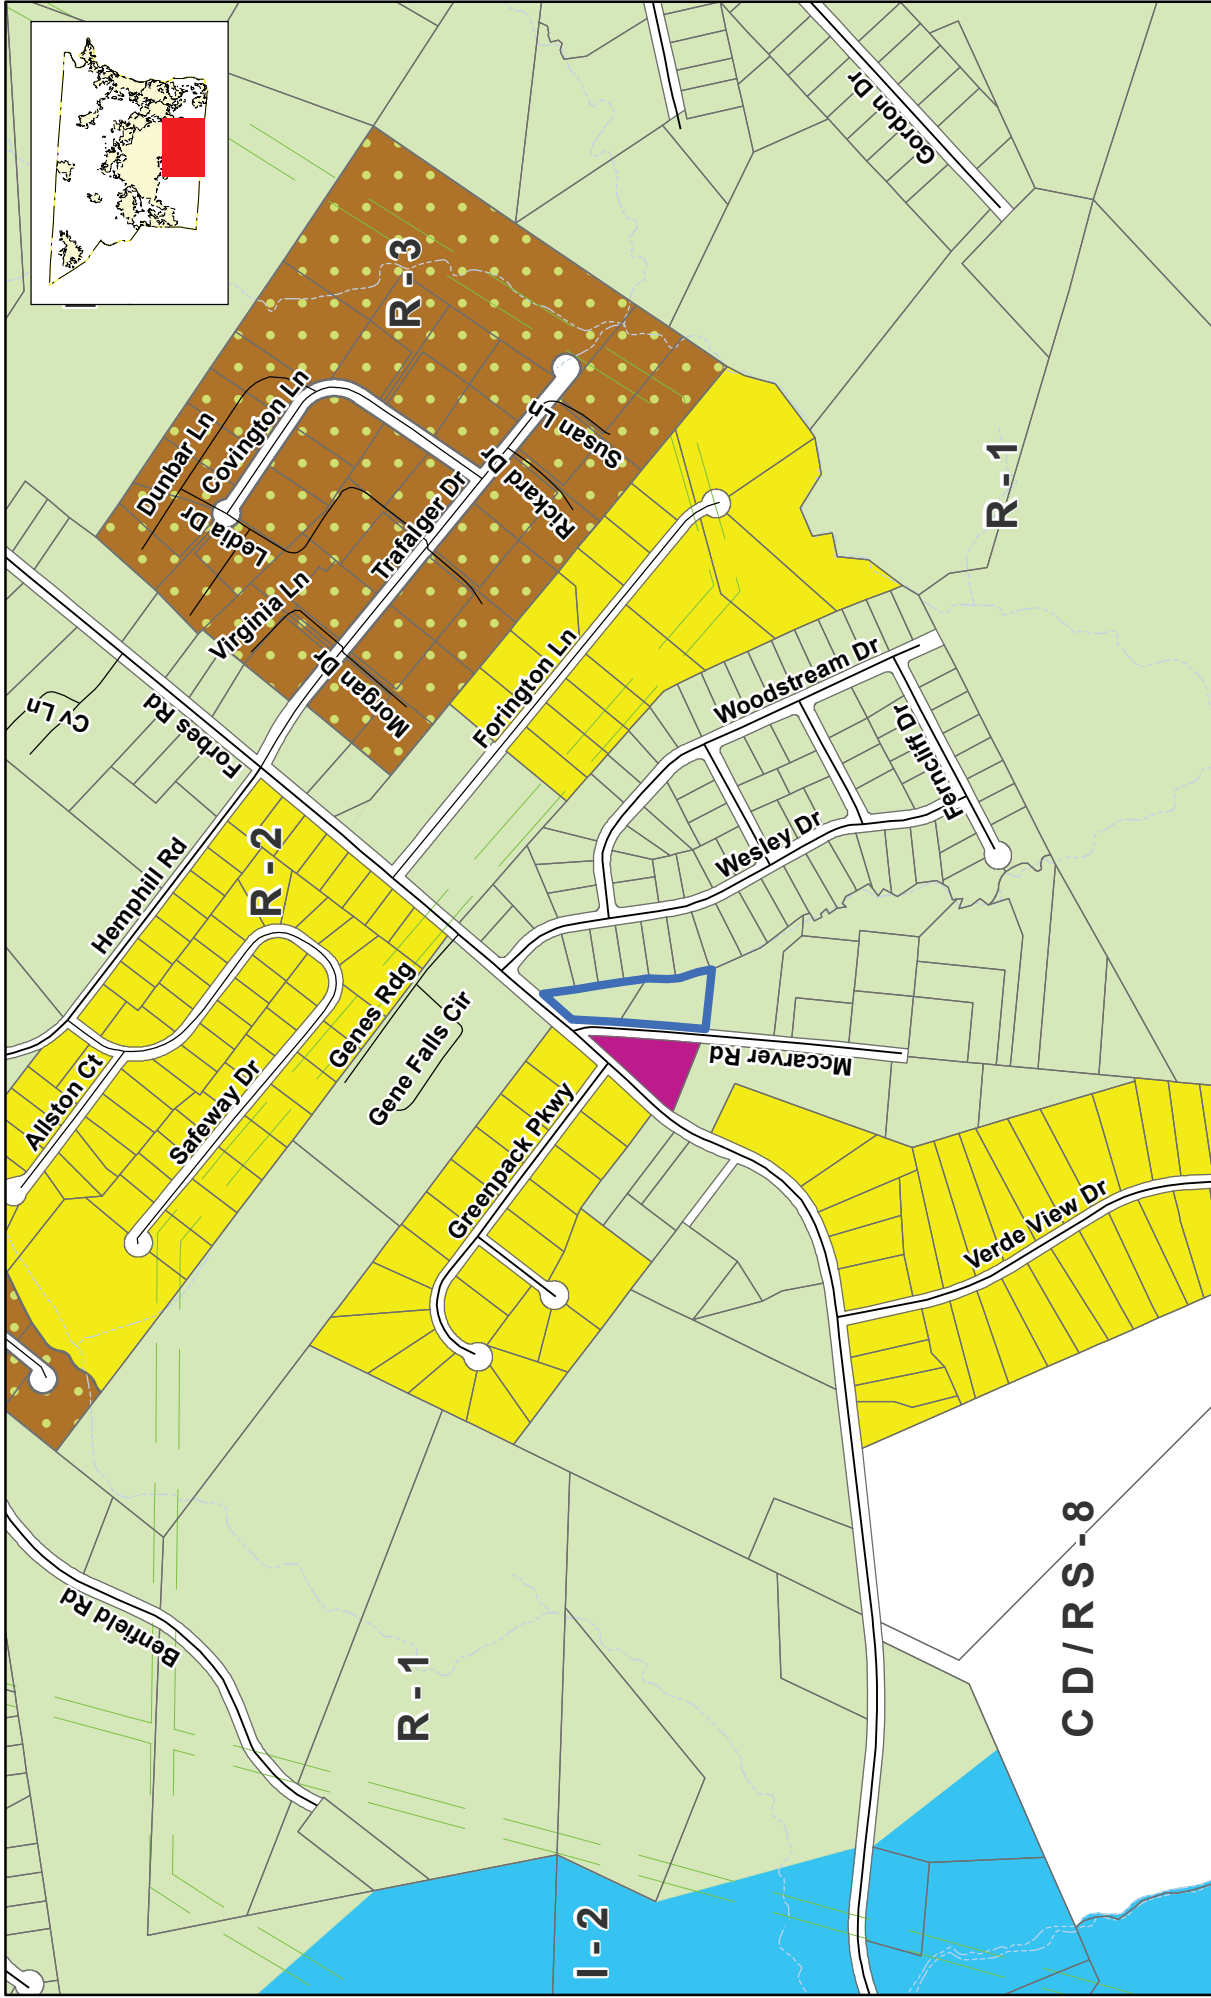 Gordon Dr
R - 3
Dunbar Ln
Covington Ln
Ledia Dr
Susan Ln
Rickard Dr
Trafalger Dr
Virginia Ln
Morgan Dr
R - 1
Cv Ln
Forbes Rd
Forington Ln
Woodstream Dr
Ferncliff Dr
Wesley Dr
Hemphill Rd
R - 2
Genes Rdg
Gene Falls Cir
Allston Ct
Safeway Dr
Mccarver Rd
Greenpack Pkwy
Verde View Dr
Benfield Rd
R - 1
CD/RS-8
I - 2